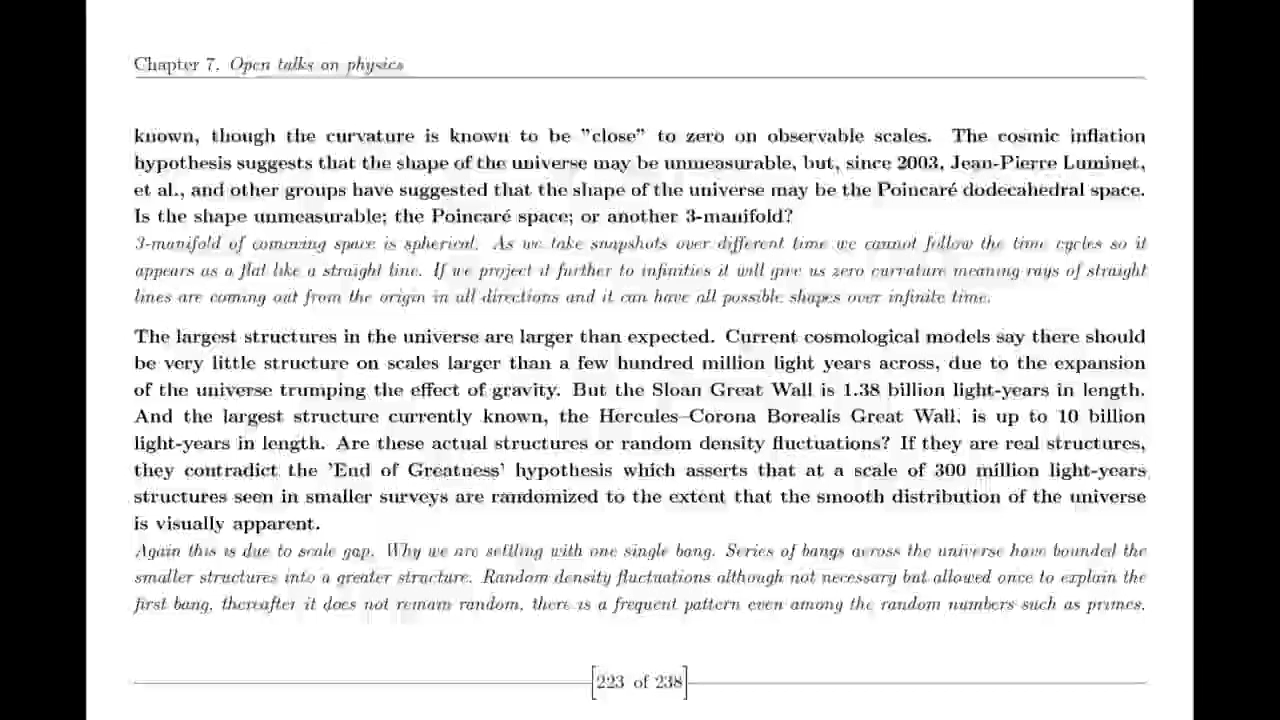 Chapter 7. Open talks on physics
known, though the curvature is known to be "close" to zero on observable scales. The cosmic inflation
hypothesis suggests that the shape of the universe may be unmeasurable, but, since 2003, Jean-Pierre Luminet,
et al., and other groups have suggested that the shape of the universe may be the Poincaré dodecahedral space.
Is the shape unmeasurable; the Poincaré space; or another 3-manifold?
3-manifold of commving space is spherical. As we take snapshots over different time we cannot follow the time cycles so it
appears as a flat like a straight line. If we project it further to infinities it will give us zero curvature meaning rays of straight
lines are coming out from the origin in all directions and it can have all possible shapes over infinite time.
The largest structures in the universe are larger than expected. Current cosmological models say there should
be very little structure on scales larger than a few hundred million light years across, due to the expansion
of the universe trumping the effect of gravity. But the Sloan Great Wall is 1.38 billion light-years in length.
And the largest structure currently known, the Hercules–Corona Borealis Great Wall, is up to 10 billion
light-years in length. Are these actual structures or random density fluctuations? If they are real structures,
they contradict the 'End of Greatness' hypothesis which asserts that at a scale of 300 million light-years
structures seen in smaller surveys are randomized to the extent that the smooth distribution of the universe
is visually apparent.
Again this is due to scale gap. Why we are settling with one single bang. Series of bangs across the universe have bounded the
smaller structures into a greater structure. Random density fluctuations although not necessary but allowed once to explain the
first bang, thereafter it does not remain random, there is a frequent pattern even among the random numbers such as primes.
223 of 238